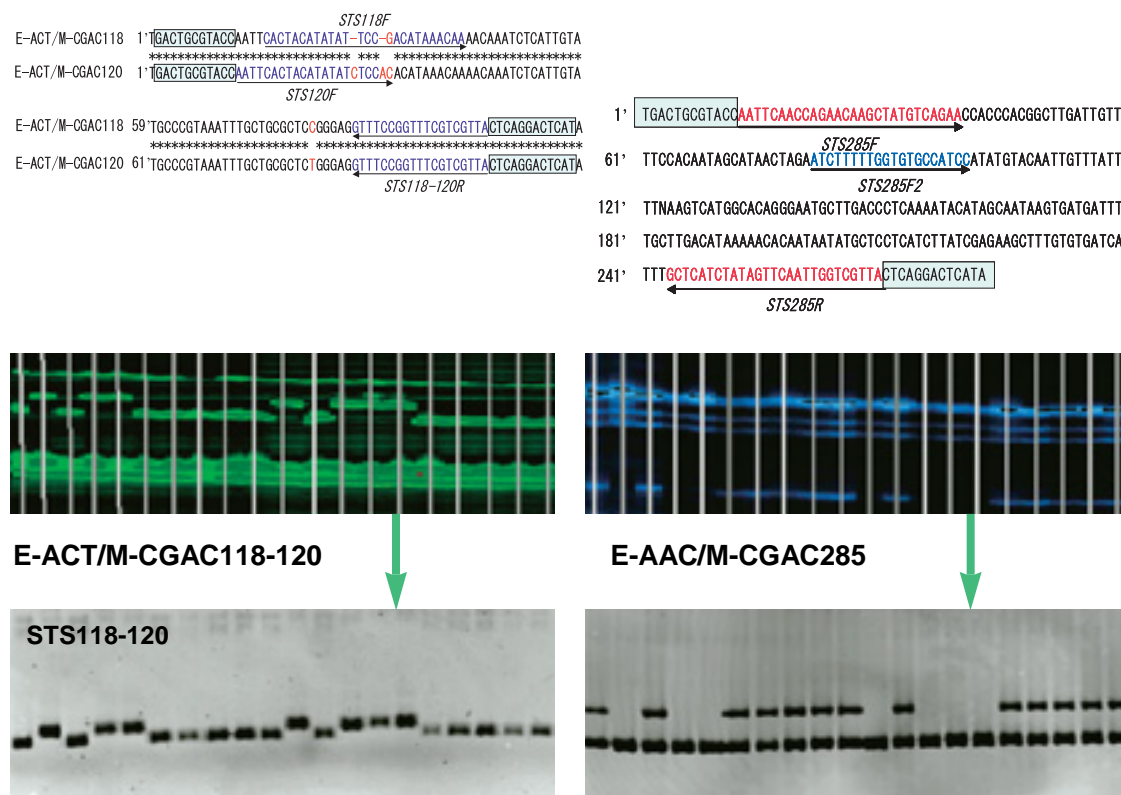 STS118F
E-ACT/M-CGAC118 1'TGACTGCGTACCAATTCACTACATATAT-TCC-GACATAAACAAAACAAATCTCATTGTA
**************************** ***  **************************
E-ACT/M-CGAC120 1'TGACTGCGTACCAATTCACTACATATATCTCCACACATAAACAAAACAAATCTCATTGTA
STS120F
E-ACT/M-CGAC118 59'TGCCCGTAAATTTGCTGCGCTCCGGGAGGTTTCCGGTTTCGTCGTTACTCAGGACTCATA
********************** *************************************
E-ACT/M-CGAC120 61'TGCCCGTAAATTTGCTGCGCTCTGGGAGGTTTCCGGTTTCGTCGTTACTCAGGACTCATA
STS118-120R
1' TGACTGCGTACCAATTCAACCAGAACAAGCTATGTCAGAACCACCCACGGCTTGATTGTT
STS285F
61' TTCCACAATAGCATAACTAGAATCTTTTTGGTGTGCCATCCATATGTACAATTGTTTATT
STS285F2
121' TTNAAGTCATGGCACAGGGAATGCTTGACCCTCAAAATACATAGCAATAAGTGATGATTT
181' TGCTTGACATAAAAACACAATAATATGCTCCTCATCTTATCGAGAAGCTTTGTGTGATCA
241' TTTGCTCATCTATAGTTCAATTGGTCGTTACTCAGGACTCATA
STS285R
E-ACT/M-CGAC118-120
E-AAC/M-CGAC285
STS118-120